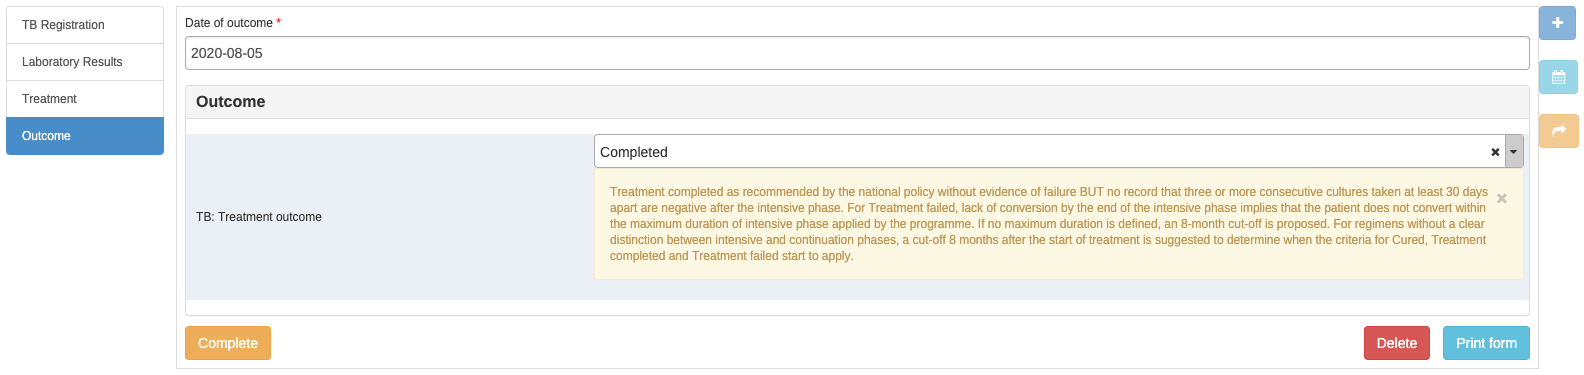 TB Registration
Laboratory Results
Treatment
Outcome
Date of outcome *
2020-08-05
Outcome
TB: Treatment outcome
Completed
Treatment completed as recommended by the national policy without evidence of failure BUT no record that three or more consecutive cultures taken at least 30 days
apart are negative after the intensive phase. For Treatment failed, lack of conversion by the end of the intensive phase implies that the patient does not convert within
the maximum duration of intensive phase applied by the programme. If no maximum duration is defined, an 8-month cut-off is proposed. For regimens without a clear
distinction between intensive and continuation phases, a cut-off 8 months after the start of treatment is suggested to determine when the criteria for Cured, Treatment
completed and Treatment failed start to apply.
Complete
Delete
Print form